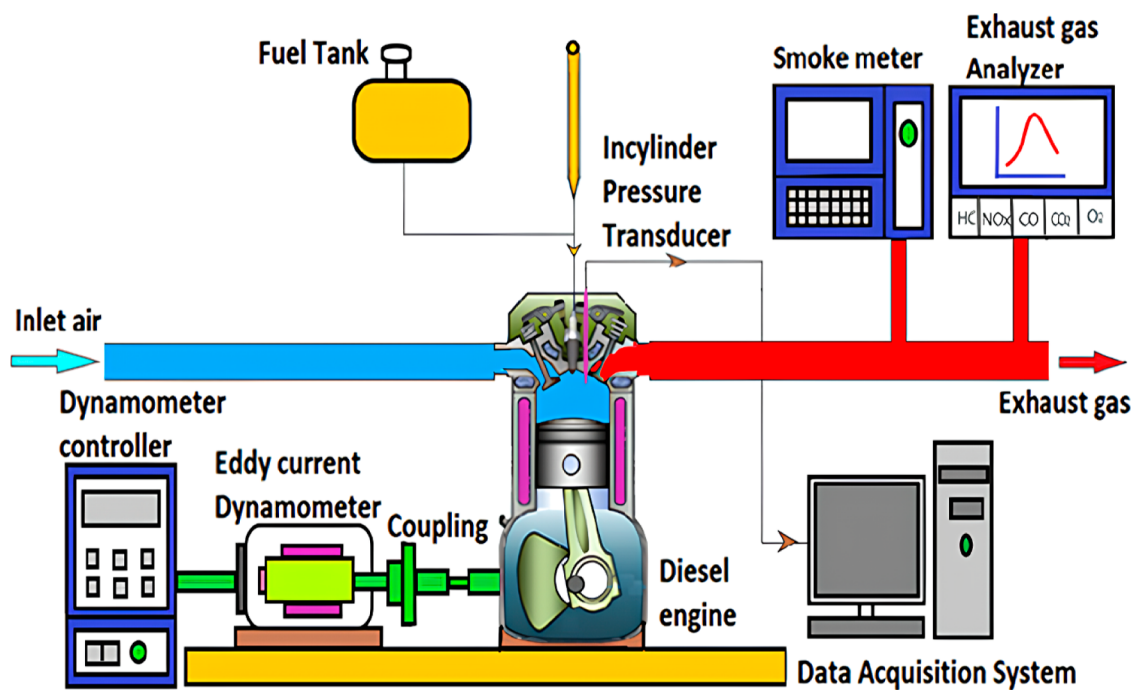 Fuel Tank
Smoke meter
Exhaust gas
Analyzer
Incylinder
Pressure
Transducer
HC NOx CO CO2 O2
Inlet air
Exhaust gas
Dynamometer
controller
Eddy current
Dynamometer
Coupling
Diesel
engine
Data Acquisition System